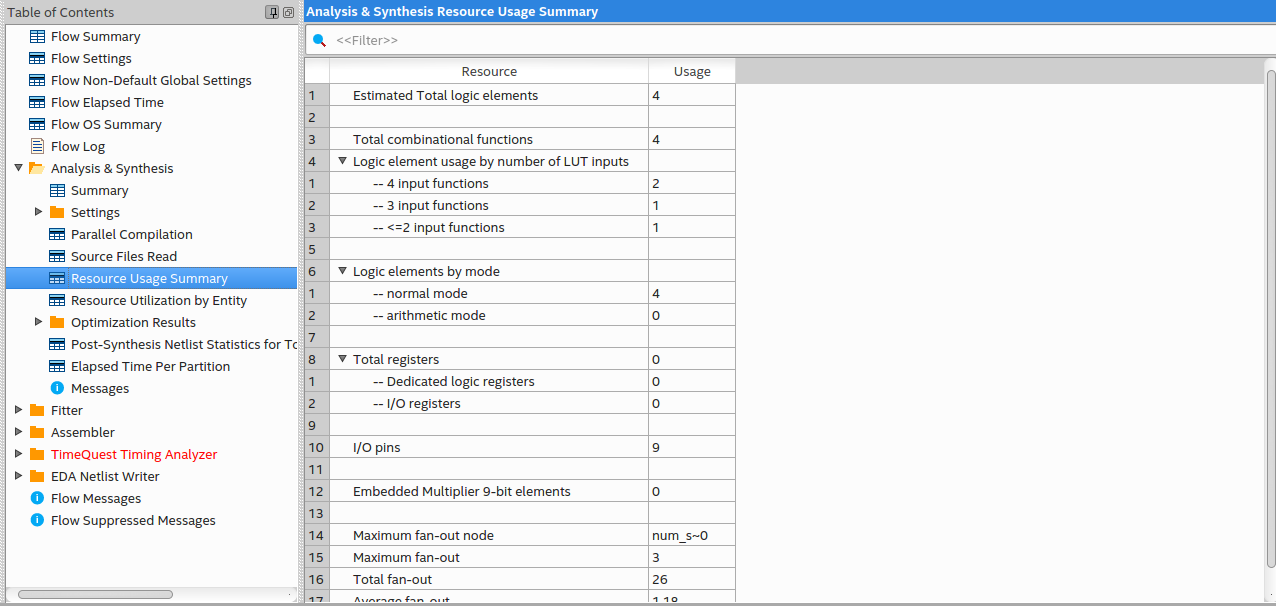 Table of Contents
Flow Summary
Flow Settings
Flow Non-Default Global Settings
Flow Elapsed Time
Flow OS Summary
Flow Log
Analysis & Synthesis
Summary
Settings
Parallel Compilation
Source Files Read
Resource Usage Summary
Resource Utilization by Entity
Optimization Results
Post-Synthesis Netlist Statistics for To
Elapsed Time Per Partition
Messages
Fitter
Assembler
TimeQuest Timing Analyzer
EDA Netlist Writer
Flow Messages
Flow Suppressed Messages
Analysis & Synthesis Resource Usage Summary
<<Filter>>
Resource Usage
1 Estimated Total logic elements 4
2
3 Total combinational functions 4
4 Logic element usage by number of LUT inputs
1 -- 4 input functions 2
2 -- 3 input functions 1
3 -- <=2 input functions 1
5
6 Logic elements by mode
1 -- normal mode 4
2 -- arithmetic mode 0
7
8 Total registers 0
1 -- Dedicated logic registers 0
2 -- I/O registers 0
9
10 I/O pins 9
11
12 Embedded Multiplier 9-bit elements 0
13
14 Maximum fan-out node num_s~0
15 Maximum fan-out 3
16 Total fan-out 26
17 Average fan-out 1.18